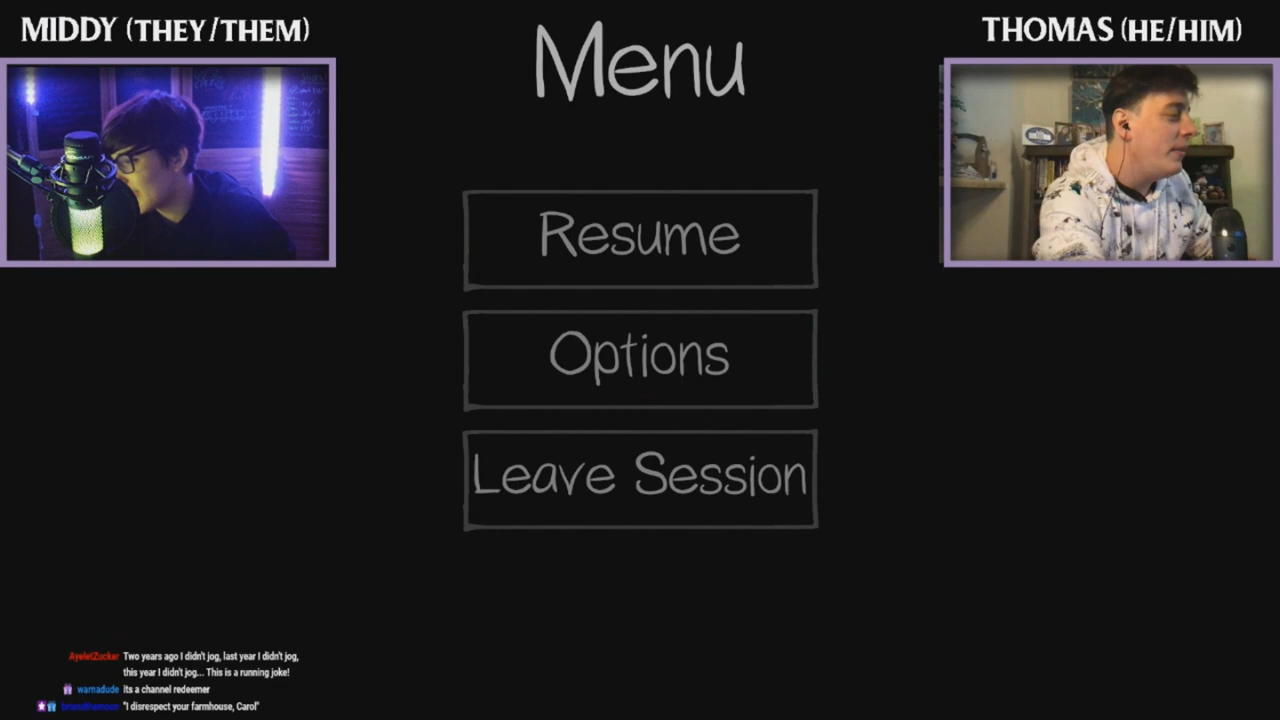 MIDDY (THEY/THEM)
THOMAS (HE/HIM)
Menu
Resume
Options
Leave Session
AyeletZucker Two years ago I didn't jog, last year I didn't jog,
this year I didn't jog... This is a running joke!
warnadude its a channel redeemer
"I disrespect your farmhouse, Carol"